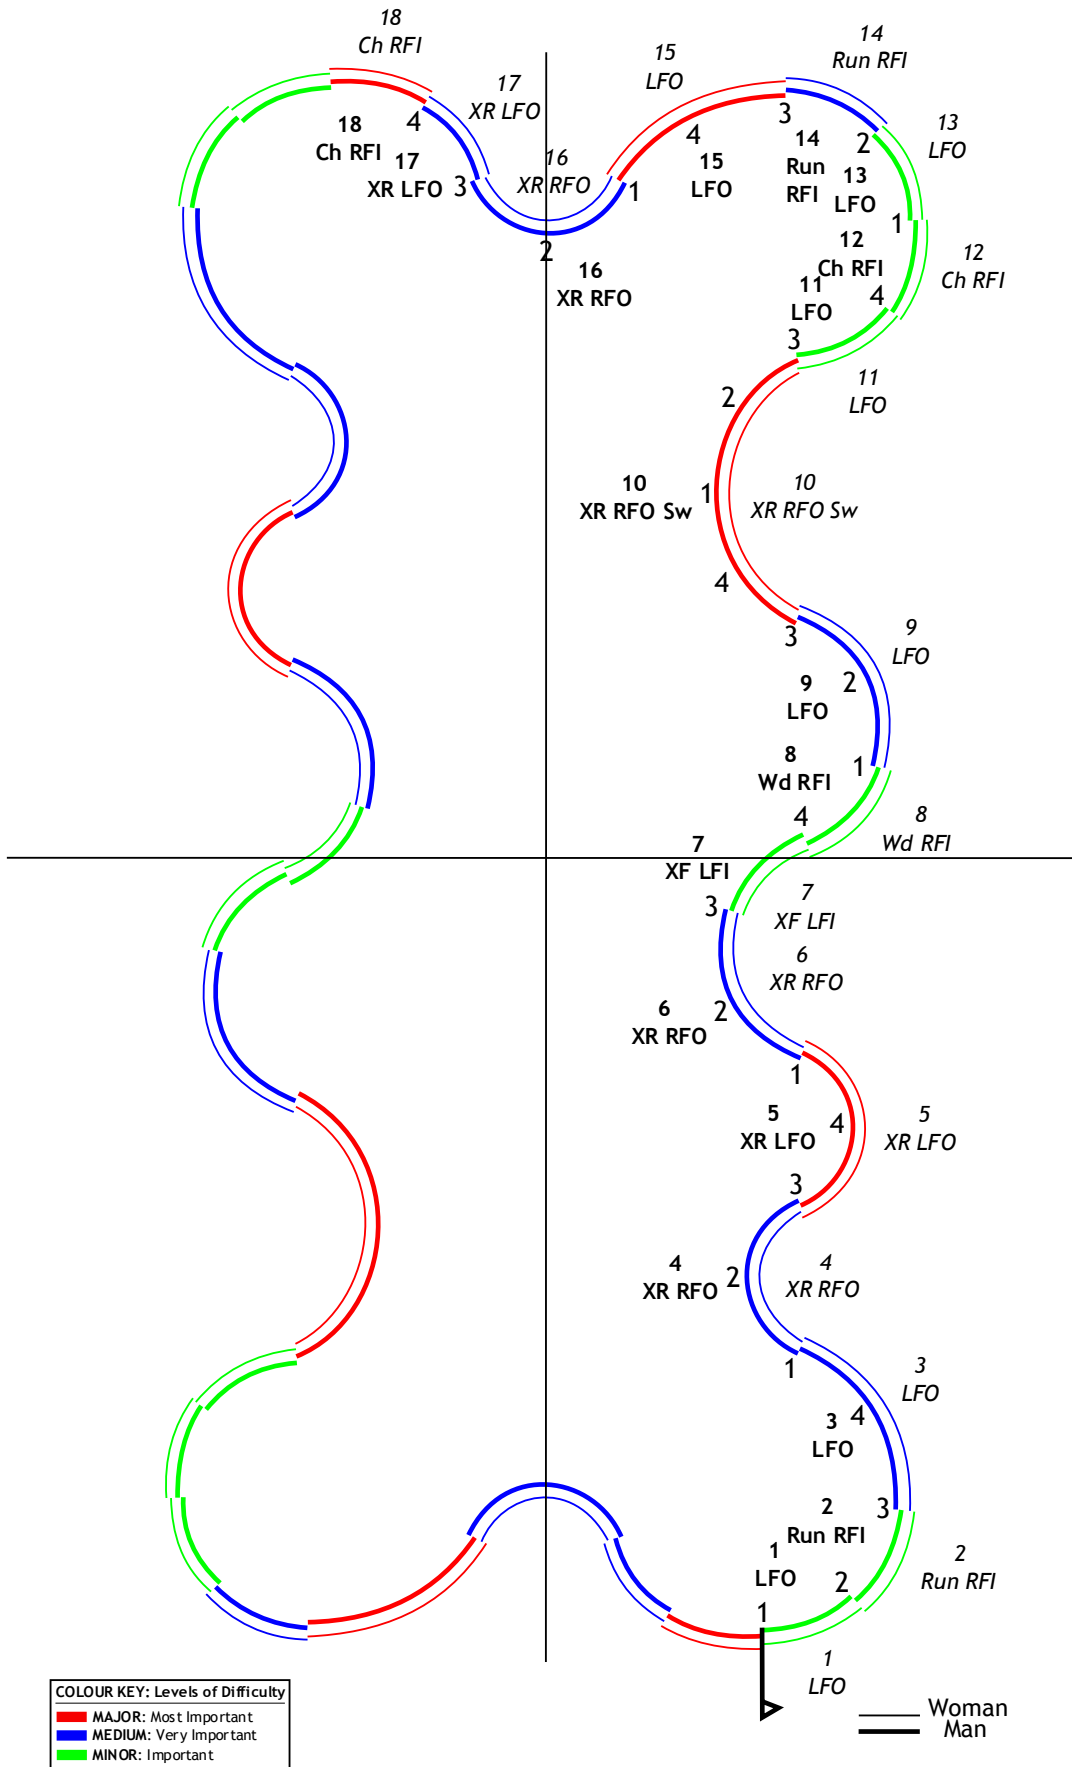 18
Ch RFI
17
XR LFO
16
XR RFO
15
LFO
14
Run RFI
13
LFO
12
Ch RFI
11
LFO
10
XR RFO Sw
9
LFO
8
Wd RFI
7
XF LFI
6
XR RFO
5
XR LFO
4
XR RFO
3
LFO
2
Run RFI
1
LFO
18
Ch RFI
17
XR LFO
16
XR RFO
15
LFO
14
Run
RFI
13
LFO
12
Ch RFI
11
LFO
10
XR RFO Sw
9
LFO
8
Wd RFI
7
XF LFI
6
XR RFO
5
XR LFO
4
XR RFO
3
LFO
2
Run RFI
1
LFO
4
3
2
1
4
3
2
1
4
3
2
1
4
3
2
1
4
3
2
1
4
3
2
1
4
3
2
1
COLOUR KEY: Levels of Difficulty
MAJOR: Most Important
MEDIUM: Very Important
MINOR: Important
Woman
Man